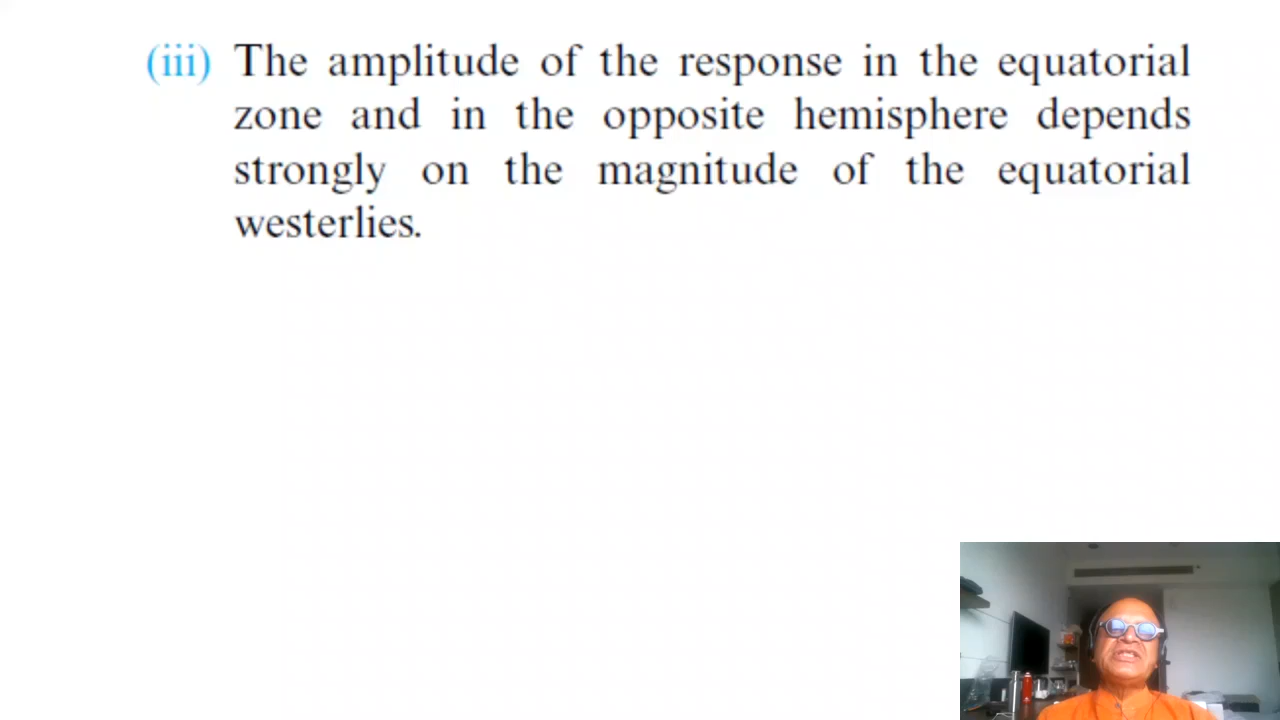 (iii) The amplitude of the response in the equatorial
zone and in the opposite hemisphere depends
strongly on the magnitude of the equatorial
westerlies.